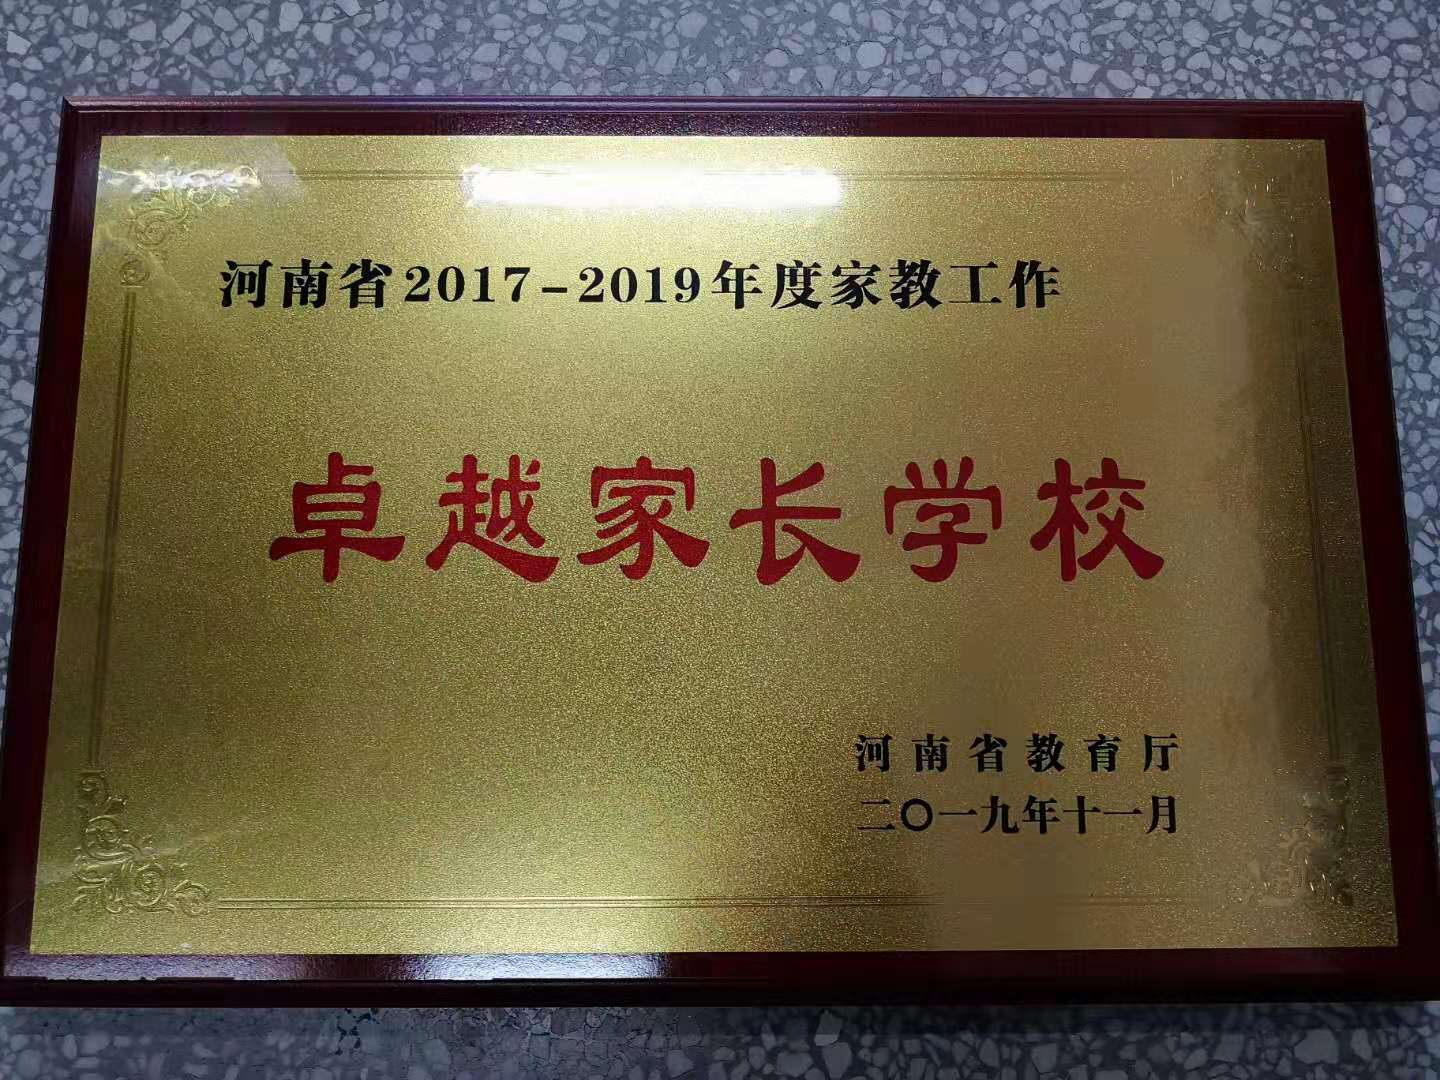 河南省2017-2019年度家教工作
卓越家长学校
河南省教育厅
二〇一九年十一月